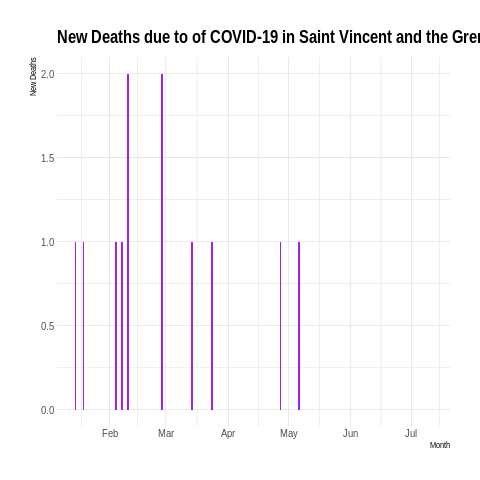 New Deaths due to of COVID-19 in Saint Vincent and the Gren
New Deaths
2.0
1.5
1.0
0.5
0.0
Feb Mar Apr May Jun Jul
Month